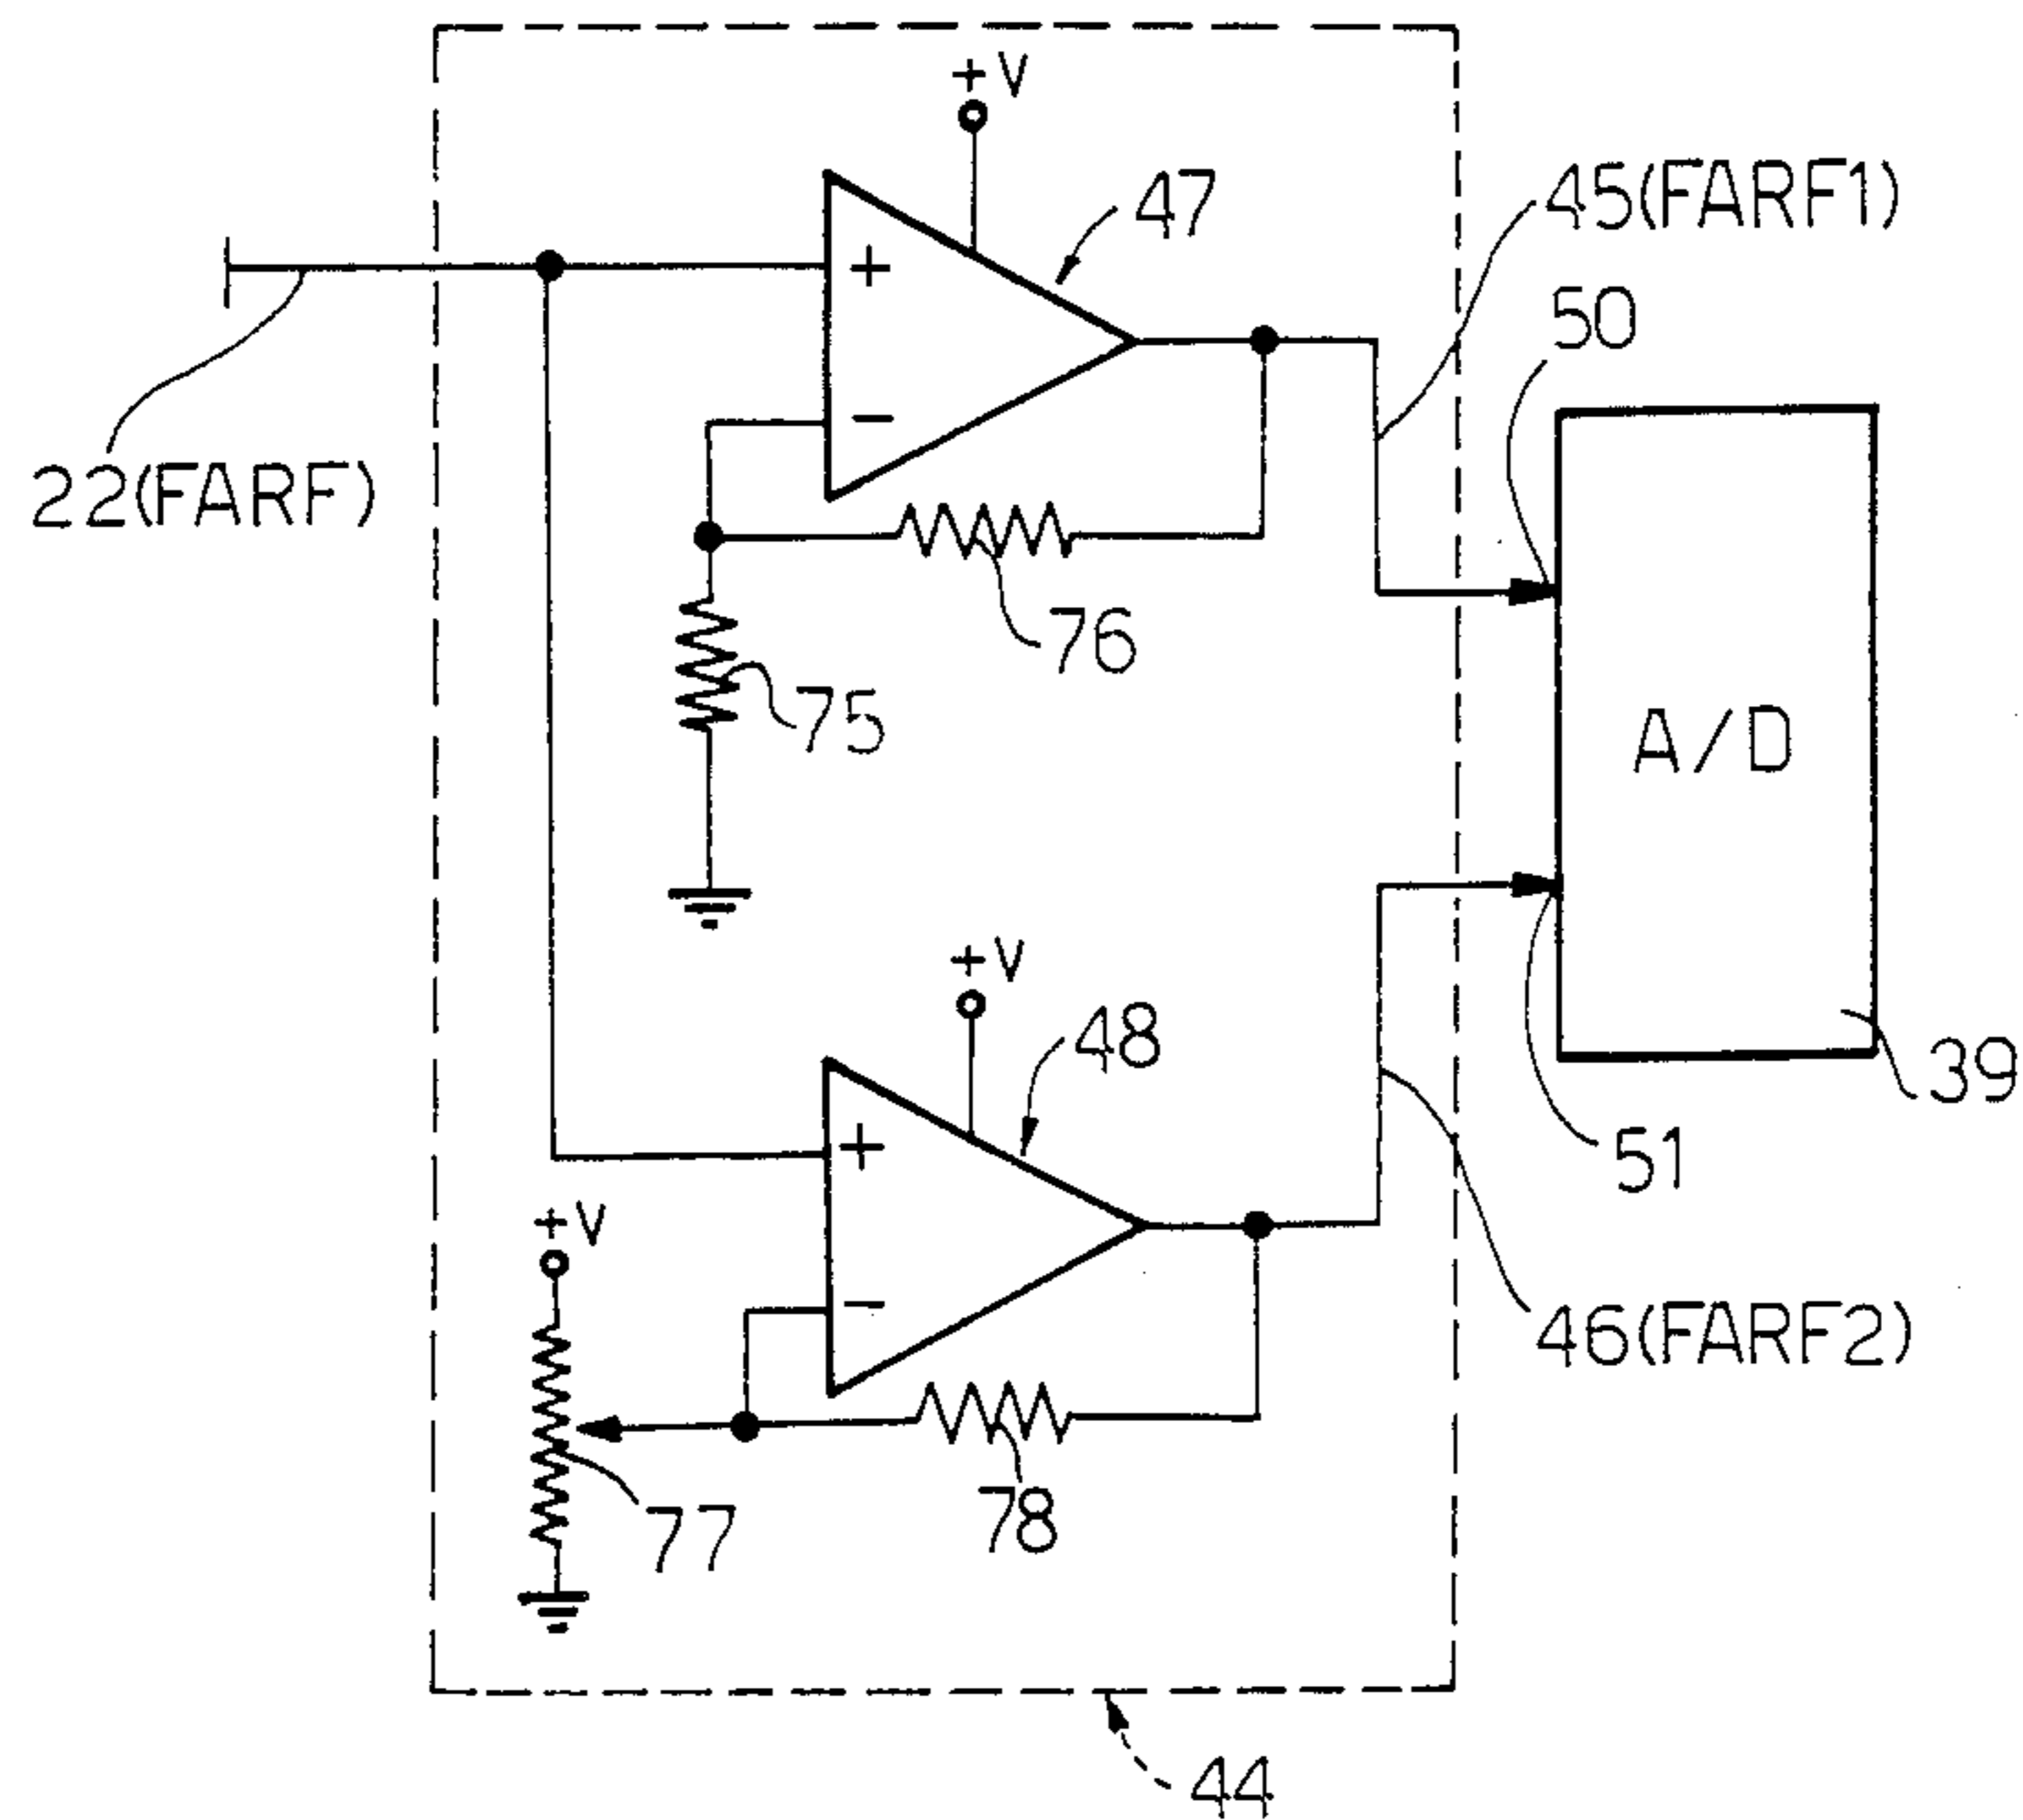 +V
47
45(FARF1)
+
50
22(FARF)
−
76
75
A/D
+V
48
39
+
51
+V
−
46(FARF2)
78
77
44